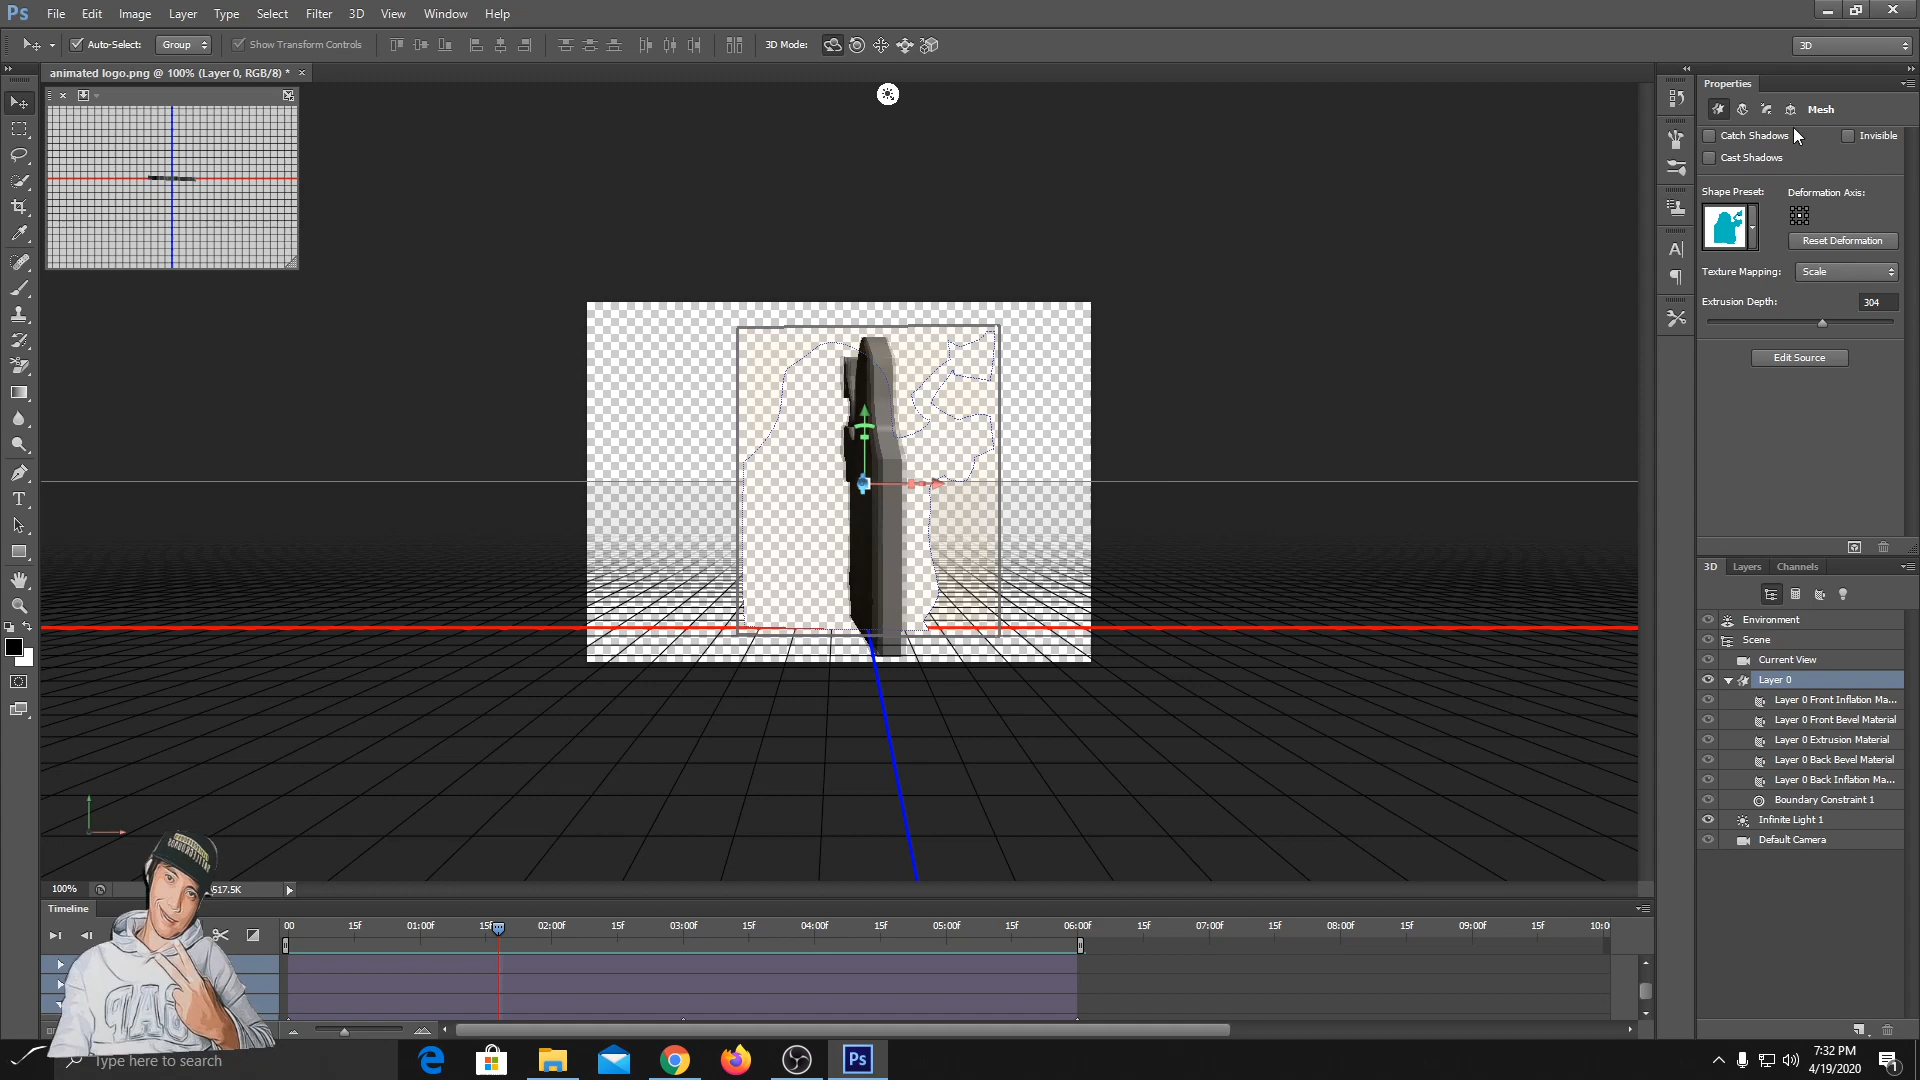 Ps File Edit Image Layer Type Select Filter 3D View Window Help
Auto-Select: Group Show Transform Controls 3D Mode: 3D
animated logo.png @ 100% (Layer 0, RGB/8) *
Properties
Mesh
Catch Shadows Invisible
Cast Shadows
Shape Preset: Deformation Axis:
Reset Deformation
Texture Mapping: Scale
Extrusion Depth: 304
Edit Source
3D Layers Channels
Environment
Scene
Current View
Layer 0
Layer 0 Front Inflation Ma...
Layer 0 Front Bevel Material
Layer 0 Extrusion Material
Layer 0 Back Bevel Material
Layer 0 Back Inflation Ma...
Boundary Constraint 1
Infinite Light 1
Default Camera
100% 517.5K
Timeline
00 15f 01:00f 15f 02:00f 15f 03:00f 15f 04:00f 15f 05:00f 15f 06:00f 15f 07:00f 15f 08:00f 15f 09:00f 15f 10:0
Type here to search
Ps
7:32 PM
4/19/2020
1